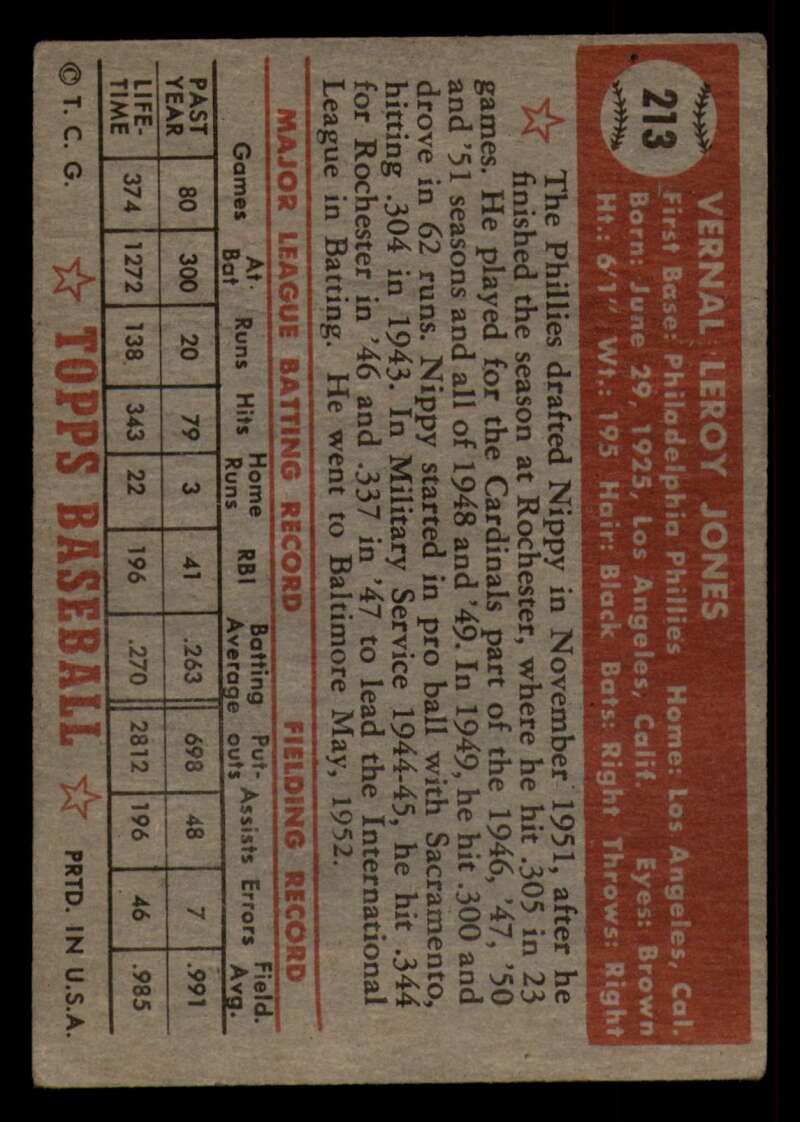 213
VERNAL LEROY JONES
First Base: Philadelphia Phillies Home: Los Angeles, Cal.
Born: June 29, 1925, Los Angeles, Calif. Eyes: Brown
Ht.: 6'1" Wt.: 195 Hair: Black Bats: Right Throws: Right
The Phillies drafted Nippy in November 1951, after he
finished the season at Rochester, where he hit .305 in 23
games. He played for the Cardinals part of the 1946, '47, '50
and '51 seasons and all of 1948 and '49. In 1949, he hit .300 and
drove in 62 runs. Nippy started in pro ball with Sacramento,
hitting .304 in 1943. In Military Service 1944-45, he hit .344
for Rochester in '46 and .337 in '47 to lead the International
League in Batting. He went to Baltimore May, 1952.
MAJOR LEAGUE BATTING RECORD FIELDING RECORD
Games At Bat Runs Hits Home Runs RBI Batting Average Put-outs Assists Errors Field. Avg.
PAST YEAR 80 300 20 79 3 41 .263 698 48 7 .991
LIFE-TIME 374 1272 138 343 22 196 .270 2812 196 46 .985
© T. C. G. TOPPS BASEBALL PRTD. IN U.S.A.